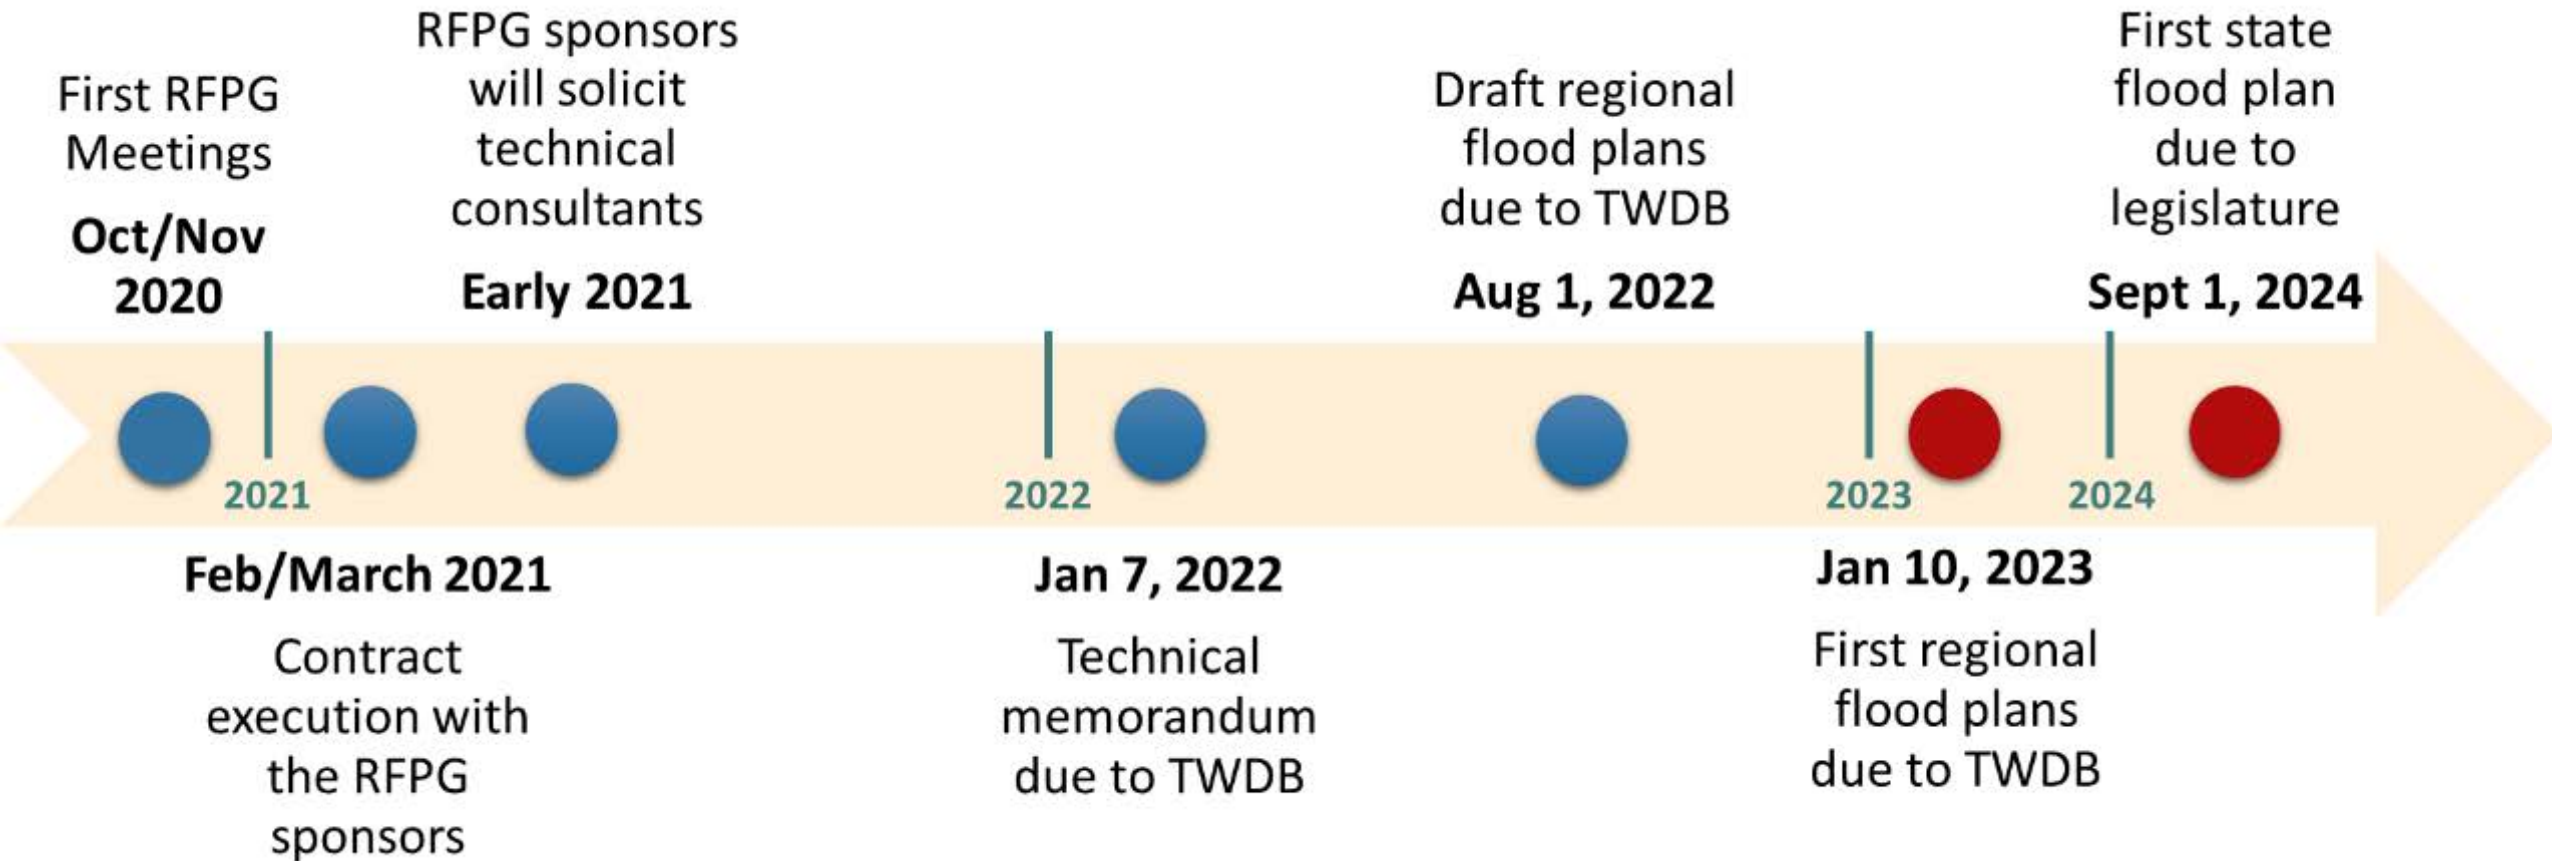 First RFPG
Meetings
Oct/Nov
2020
RFPG sponsors
will solicit
technical
consultants
Early 2021
Draft regional
flood plans
due to TWDB
Aug 1, 2022
First state
flood plan
due to
legislature
Sept 1, 2024
2021
2022
2023
2024
Feb/March 2021
Contract
execution with
the RFPG
sponsors
Jan 7, 2022
Technical
memorandum
due to TWDB
Jan 10, 2023
First regional
flood plans
due to TWDB